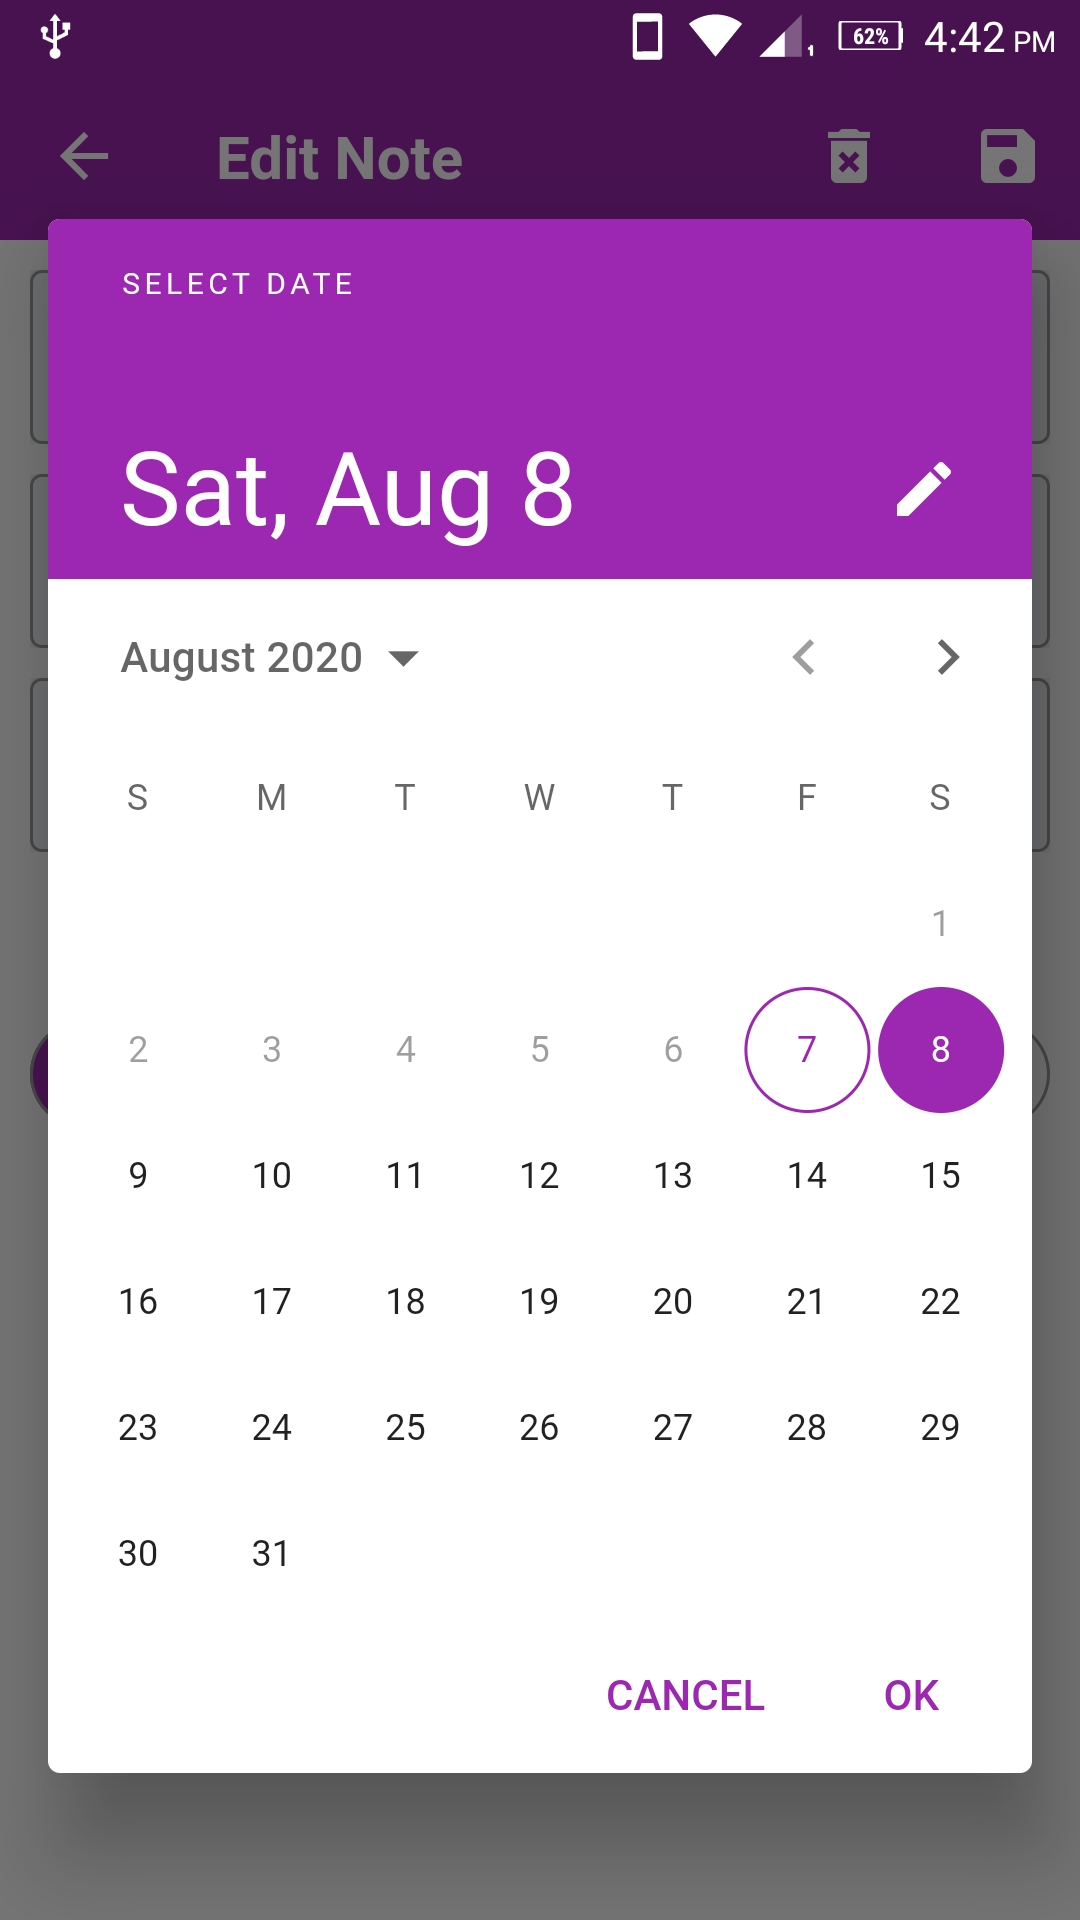 62% 4:42 PM
Edit Note
SELECT DATE
Sat, Aug 8
August 2020
S M T W T F S
1
2 3 4 5 6 7 8
9 10 11 12 13 14 15
16 17 18 19 20 21 22
23 24 25 26 27 28 29
30 31
CANCEL OK